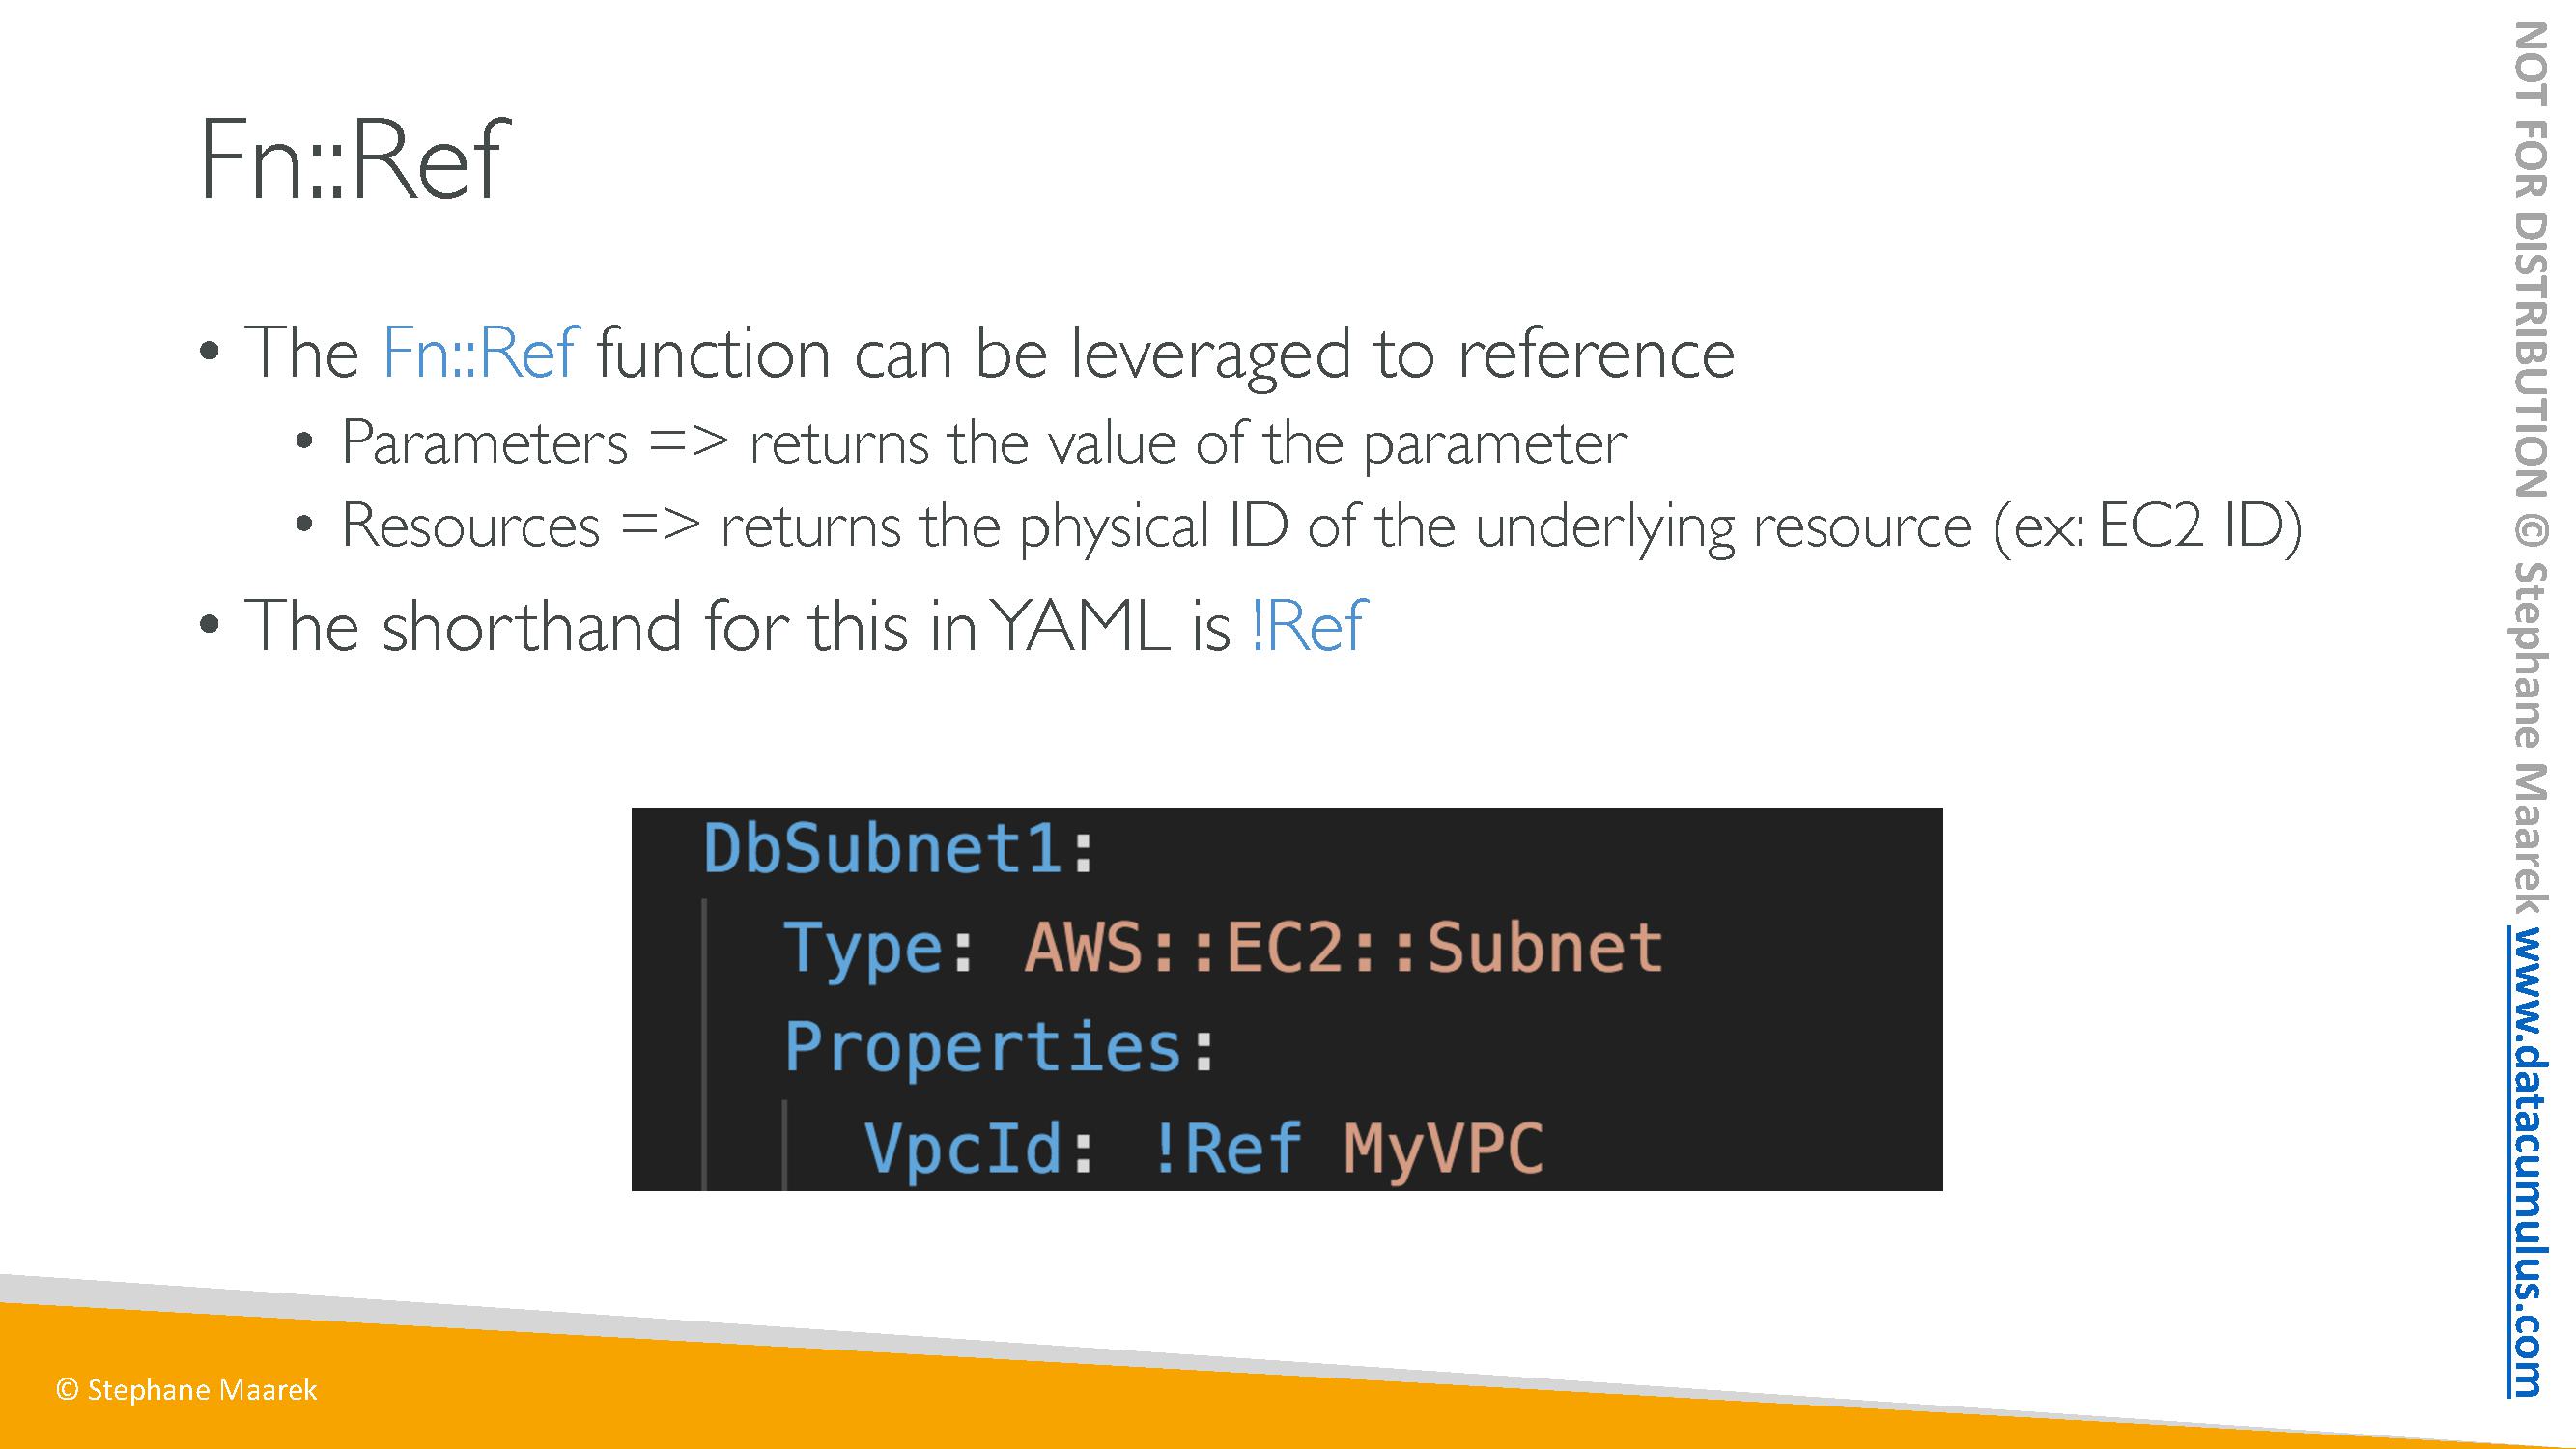 Fn::Ref
• The Fn::Ref function can be leveraged to reference
• Parameters => returns the value of the parameter
• Resources => returns the physical ID of the underlying resource (ex: EC2 ID)
• The shorthand for this in YAML is !Ref
DbSubnet1:
Type: AWS::EC2::Subnet
Properties:
VpcId: !Ref MyVPC
© Stephane Maarek
NOT FOR DISTRIBUTION © Stephane Maarek www.datacumulus.com